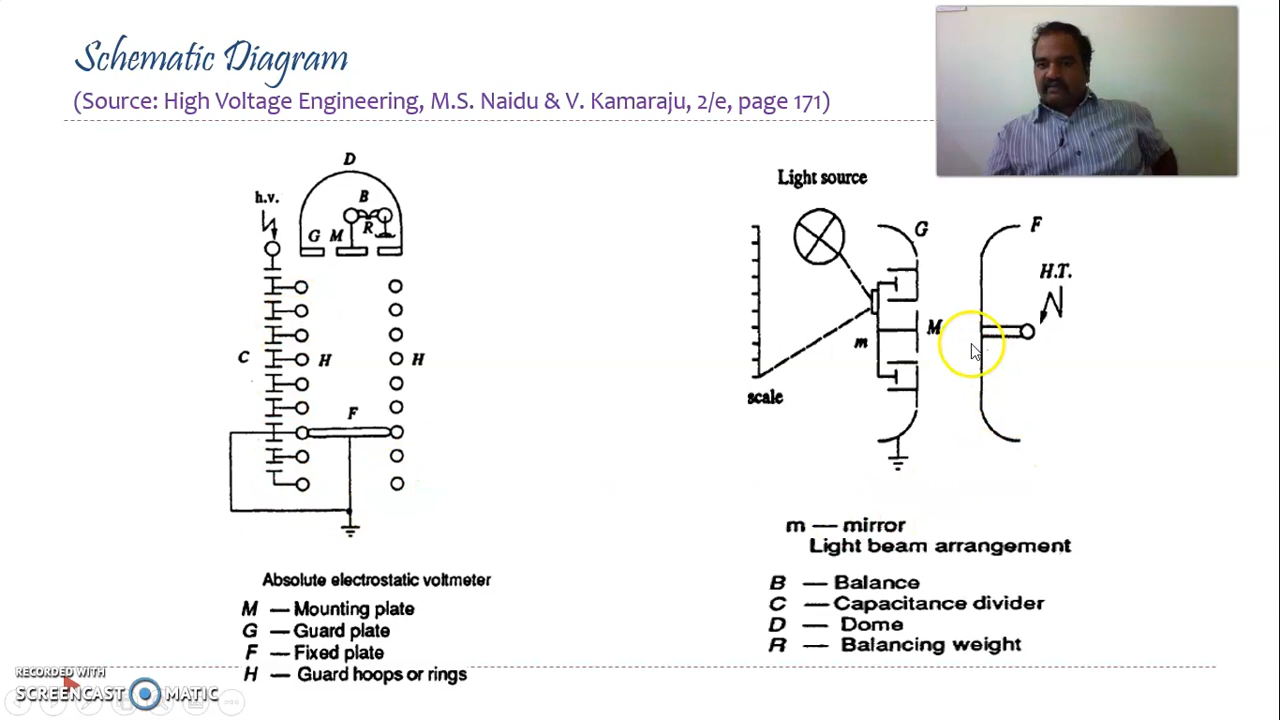 Schematic Diagram
(Source: High Voltage Engineering, M.S. Naidu & V. Kamaraju, 2/e, page 171)
D
h.v.
B
R
G M
C
H
H
F
Absolute electrostatic voltmeter
M — Mounting plate
G — Guard plate
F — Fixed plate
H — Guard hoops or rings
Light source
G
F
H.T.
M
m
scale
m — mirror
Light beam arrangement
B — Balance
C — Capacitance divider
D — Dome
R — Balancing weight
RECORDED WITH
SCREENCAST MATIC